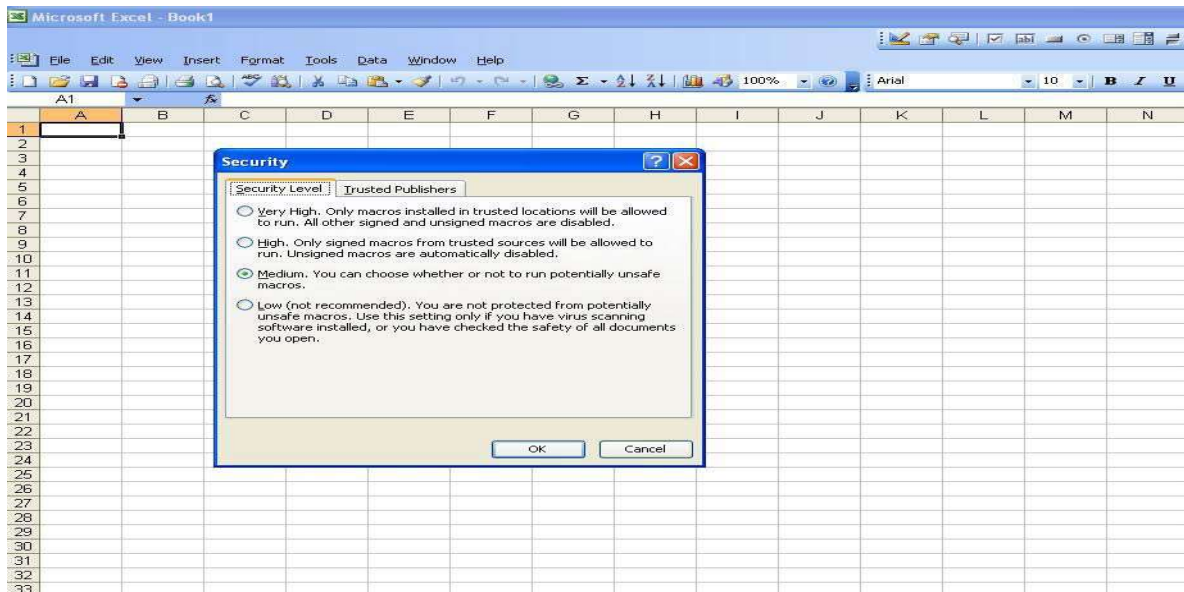 Microsoft Excel - Book1
File Edit View Insert Format Tools Data Window Help
100% Arial 10 B I U
A1 fx
A B C D E F G H I J K L M N
1
2
3
Security
4
5
Security Level Trusted Publishers
6
Very High. Only macros installed in trusted locations will be allowed
7
to run. All other signed and unsigned macros are disabled.
8
9
High. Only signed macros from trusted sources will be allowed to
10
run. Unsigned macros are automatically disabled.
11
Medium. You can choose whether or not to run potentially unsafe
12
macros.
13
Low (not recommended). You are not protected from potentially
14
unsafe macros. Use this setting only if you have virus scanning
15
software installed, or you have checked the safety of all documents
16
you open.
17
18
19
20
21
22
23
OK Cancel
24
25
26
27
28
29
30
31
32
33